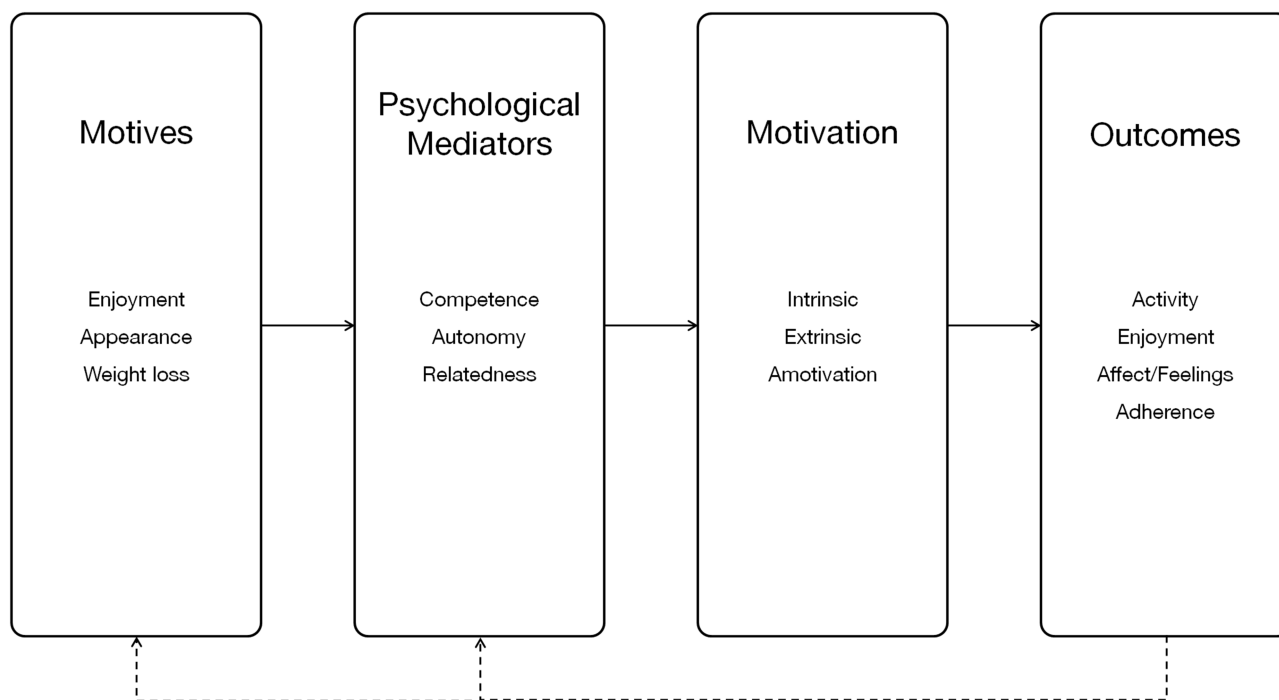 Motives
Enjoyment
Appearance
Weight loss
Psychological
Mediators
Competence
Autonomy
Relatedness
Motivation
Intrinsic
Extrinsic
Amotivation
Outcomes
Activity
Enjoyment
Affect/Feelings
Adherence